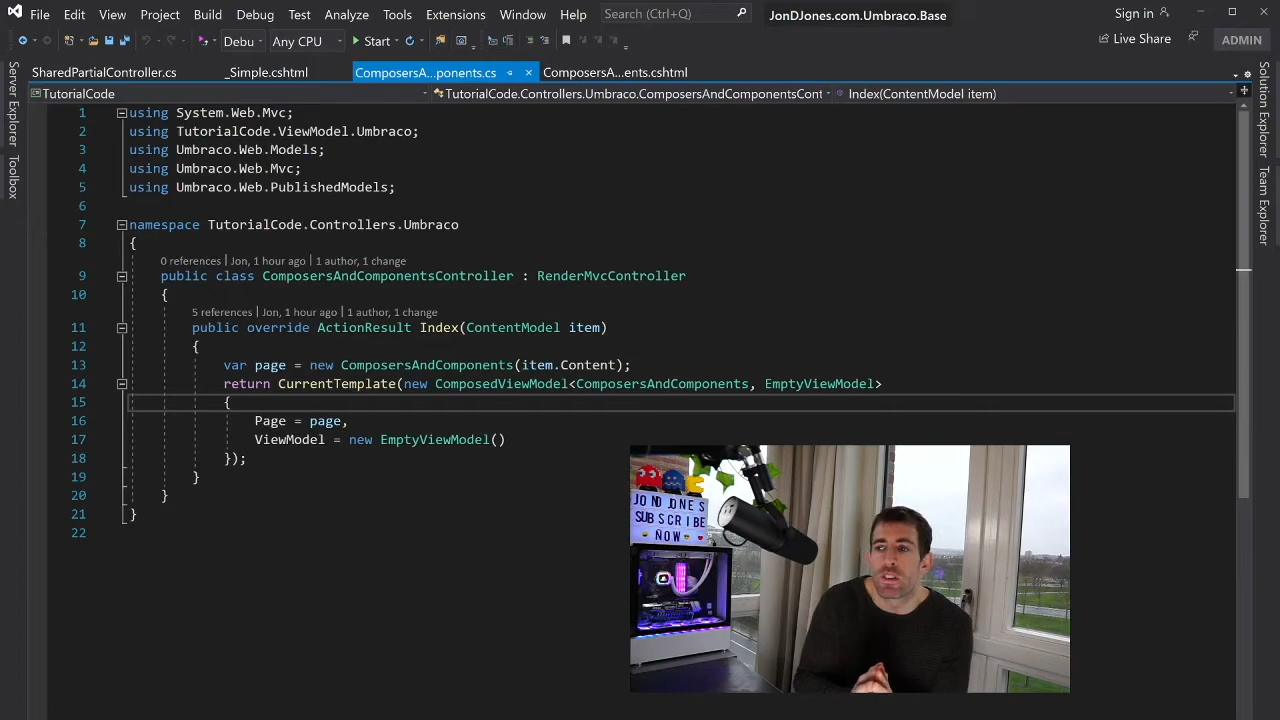 File Edit View Project Build Debug Test Analyze Tools Extensions Window Help Search (Ctrl+Q) JonDJones.com.Umbraco.Base Sign in
Debu Any CPU Start Live Share ADMIN
SharedPartialController.cs _Simple.cshtml ComposersA...ponents.cs ComposersA...ents.cshtml
TutorialCode TutorialCode.Controllers.Umbraco.ComposersAndComponentsCont Index(ContentModel item)
Server Explorer
Toolbox
Solution Explorer
Team Explorer
1 using System.Web.Mvc;
2 using TutorialCode.ViewModel.Umbraco;
3 using Umbraco.Web.Models;
4 using Umbraco.Web.Mvc;
5 using Umbraco.Web.PublishedModels;
6
7 namespace TutorialCode.Controllers.Umbraco
8 {
0 references | Jon, 1 hour ago | 1 author, 1 change
9 public class ComposersAndComponentsController : RenderMvcController
10 {
5 references | Jon, 1 hour ago | 1 author, 1 change
11 public override ActionResult Index(ContentModel item)
12 {
13 var page = new ComposersAndComponents(item.Content);
14 return CurrentTemplate(new ComposedViewModel<ComposersAndComponents, EmptyViewModel>
15 {
16 Page = page,
17 ViewModel = new EmptyViewModel()
18 });
19 }
20 }
21 }
22
JON D JONES
SUBSCRIBE
NOW